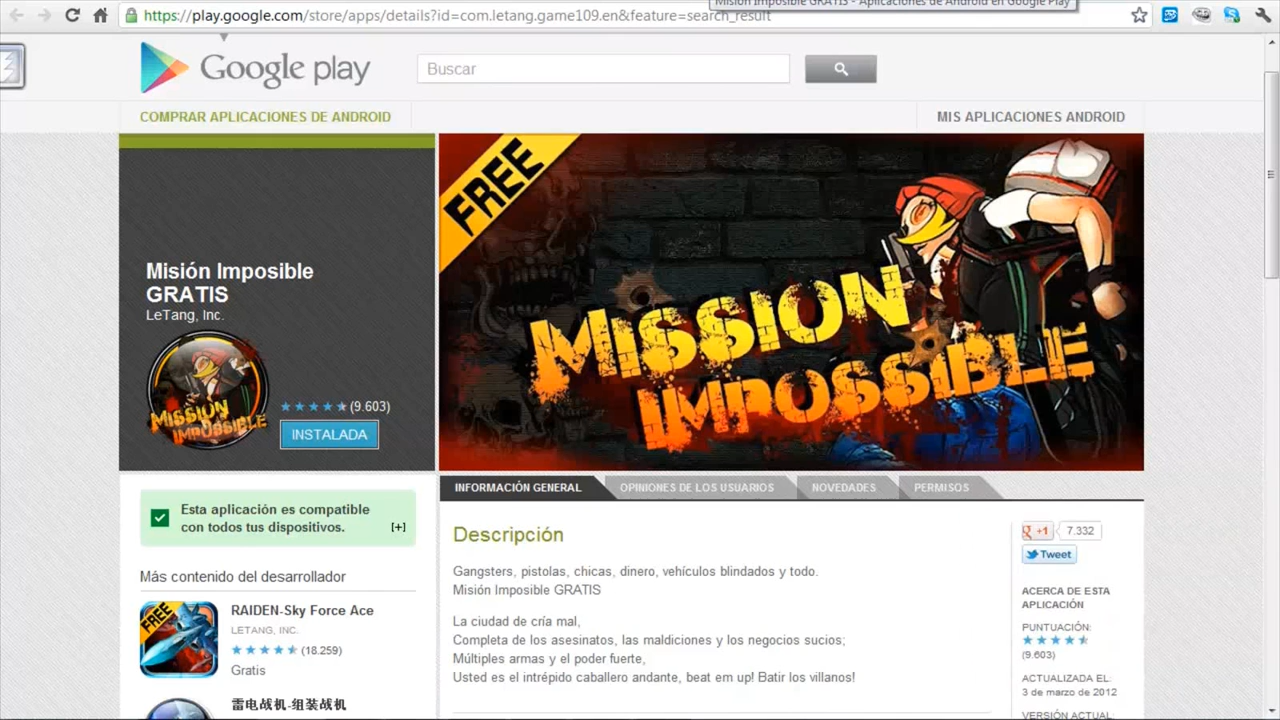 Misión Imposible GRATIS - Aplicaciones de Android en Google Play
https://play.google.com/store/apps/details?id=com.letang.game109.en&feature=search_result
Google play
Buscar
COMPRAR APLICACIONES DE ANDROID
MIS APLICACIONES ANDROID
FREE
MISSION
IMPOSSIBLE
Misión Imposible
GRATIS
LeTang, Inc.
MISSION
IMPOSSIBLE
(9.603)
INSTALADA
INFORMACIÓN GENERAL
OPINIONES DE LOS USUARIOS
NOVEDADES
PERMISOS
Esta aplicación es compatible
con todos tus dispositivos.
[+]
Más contenido del desarrollador
FREE
RAIDEN-Sky Force Ace
LETANG, INC.
(18.259)
Gratis
雷电战机-组装战机
Descripción
Gangsters, pistolas, chicas, dinero, vehículos blindados y todo.
Misión Imposible GRATIS
La ciudad de cría mal,
Completa de los asesinatos, las maldiciones y los negocios sucios;
Múltiples armas y el poder fuerte,
Usted es el intrépido caballero andante, beat em up! Batir los villanos!
+1
7.332
Tweet
ACERCA DE ESTA
APLICACIÓN
PUNTUACIÓN:
(9.603)
ACTUALIZADA EL:
3 de marzo de 2012
VERSIÓN ACTUAL: